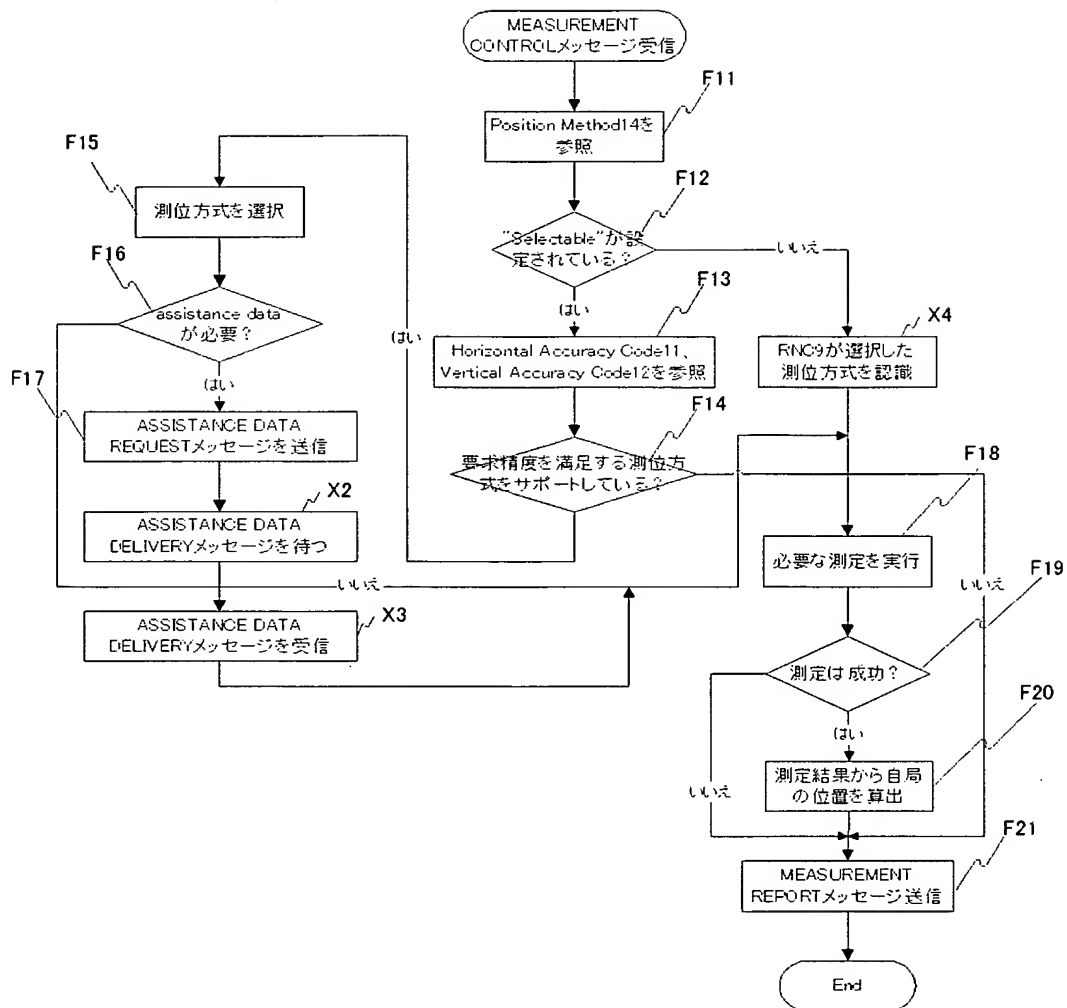 MEASUREMENT
CONTROLメッセージ受信
F11
Position Method14を
参照
F12
"Selectable"が設
定されている？
いいえ
はい
F13
Horizontal Accuracy Code11、
Vertical Accuracy Code12を参照
F14
要求精度を満足する測位方
式をサポートしている？
はい
いいえ
F15
測位方式を選択
F16
assistance data
が必要？
はい
いいえ
F17
ASSISTANCE DATA
REQUESTメッセージを送信
X2
ASSISTANCE DATA
DELIVERYメッセージを待つ
X3
ASSISTANCE DATA
DELIVERYメッセージを受信
X4
RNC9が選択した
測位方式を認識
F18
必要な測定を実行
F19
測定は成功？
はい
いいえ
F20
測定結果から自局
の位置を算出
F21
MEASUREMENT
REPORTメッセージ送信
End